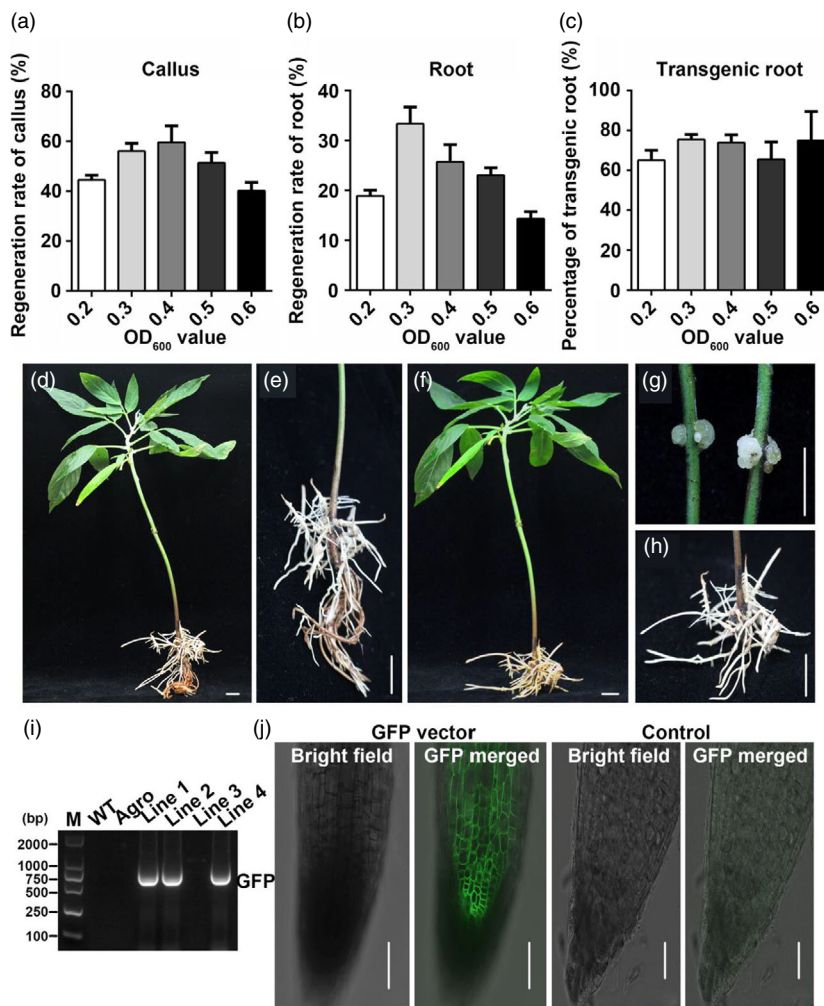 (a)
Callus
Regeneration rate of callus (%)
80
60
40
20
0
0.2
0.3
0.4
0.5
0.6
OD600 value
(b)
Root
Regeneration rate of root (%)
40
30
20
10
0
0.2
0.3
0.4
0.5
0.6
OD600 value
(c)
Transgenic root
Percentage of transgenic root (%)
100
80
60
40
20
0
0.2
0.3
0.4
0.5
0.6
OD600 value
(d)
(e)
(f)
(g)
(h)
(i)
(bp)
M
WT
Agro
Line 1
Line 2
Line 3
Line 4
2000
1000
750
500
250
100
GFP
(j)
GFP vector
Control
Bright field
GFP merged
Bright field
GFP merged